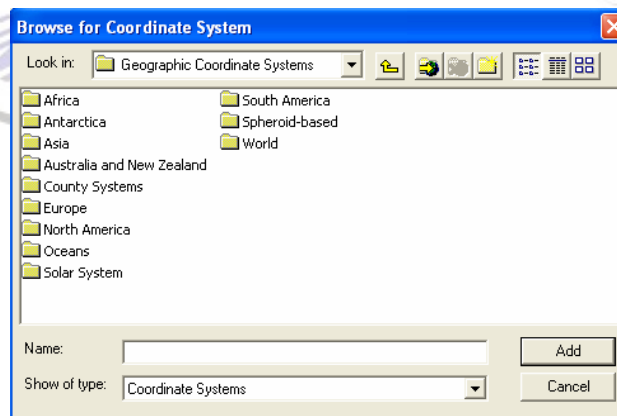 Browse for Coordinate System
Look in: Geographic Coordinate Systems
Africa
Antarctica
Asia
Australia and New Zealand
County Systems
Europe
North America
Oceans
Solar System
South America
Spheroid-based
World
Name:
Add
Show of type: Coordinate Systems
Cancel